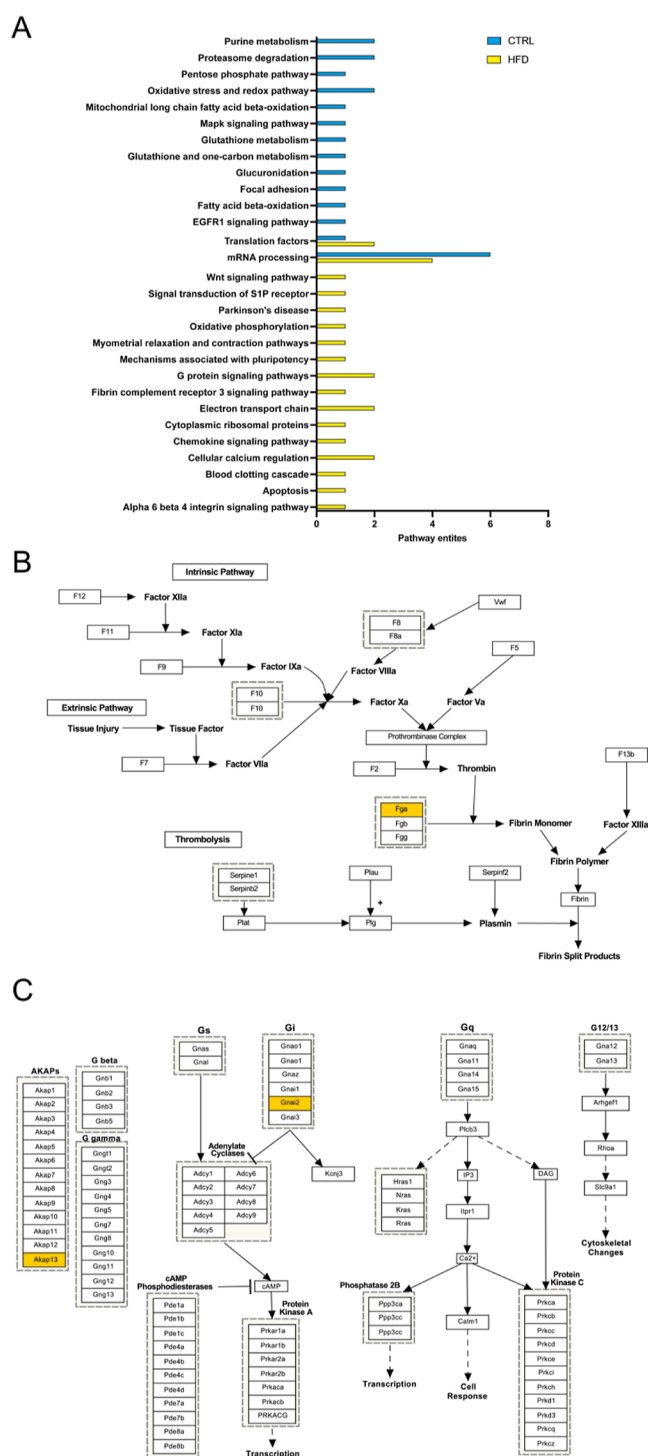 A
Purine metabolism
Proteasome degradation
Pentose phosphate pathway
Oxidative stress and redox pathway
Mitochondrial long chain fatty acid beta-oxidation
Mapk signaling pathway
Glutathione metabolism
Glutathione and one-carbon metabolism
Glucuronidation
Focal adhesion
Fatty acid beta-oxidation
EGFR1 signaling pathway
Translation factors
mRNA processing
Wnt signaling pathway
Signal transduction of S1P receptor
Parkinson's disease
Oxidative phosphorylation
Myometrial relaxation and contraction pathways
Mechanisms associated with pluripotency
G protein signaling pathways
Fibrin complement receptor 3 signaling pathway
Electron transport chain
Cytoplasmic ribosomal proteins
Chemokine signaling pathway
Cellular calcium regulation
Blood clotting cascade
Apoptosis
Alpha 6 beta 4 integrin signaling pathway
0 2 4 6 8
Pathway entites
CTRL
HFD
B
Intrinsic Pathway
F12
Factor XIIa
F11
Factor XIa
F9
Factor IXa
F8
F8a
Vwf
Factor VIIIa
F5
F10
F10
Factor Xa
Factor Va
Extrinsic Pathway
Tissue Injury
Tissue Factor
F7
Factor VIIa
Prothrombinase Complex
F2
Thrombin
F13b
Fga
Fgb
Fgg
Fibrin Monomer
Factor XIIIa
Thrombolysis
Fibrin Polymer
Serpine1
Serpinb2
Plau
Serpinf2
Fibrin
+
Plat
Plg
Plasmin
Fibrin Split Products
C
AKAPs
Akap1
Akap2
Akap3
Akap4
Akap5
Akap6
Akap7
Akap8
Akap9
Akap10
Akap11
Akap12
Akap13
G beta
Gnb1
Gnb2
Gnb3
Gnb5
G gamma
Gngt1
Gngt2
Gng3
Gng4
Gng5
Gng7
Gng8
Gng10
Gng11
Gng12
Gng13
Gs
Gnas
Gnal
Gi
Gnao1
Gnao1
Gnaz
Gnai1
Gnai2
Gnai3
Adenylate
Cyclases
Adcy1 Adcy6
Adcy2 Adcy7
Adcy3 Adcy8
Adcy4 Adcy9
Adcy5
Kcnj3
cAMP
Phosphodiesterases
cAMP
Pde1a
Pde1b
Pde1c
Pde4a
Pde4b
Pde4c
Pde4d
Pde7a
Pde7b
Pde8a
Pde8b
Protein
Kinase A
Prkar1a
Prkar1b
Prkar2a
Prkar2b
Prkaca
Prkacb
PRKACG
Transcription
Gq
Gnaq
Gna11
Gna14
Gna15
Plcb3
Hras1
Nras
Kras
Rras
IP3
DAG
Itpr1
Ca2+
Phosphatase 2B
Ppp3ca
Ppp3cc
Ppp3cc
Transcription
Calm1
Cell
Response
Protein
Kinase C
Prkca
Prkcb
Prkcc
Prkcd
Prkce
Prkci
Prkch
Prkd1
Prkd3
Prkcq
Prkcz
G12/13
Gna12
Gna13
Arhgef1
Rhoa
Slc9a1
Cytoskeletal
Changes